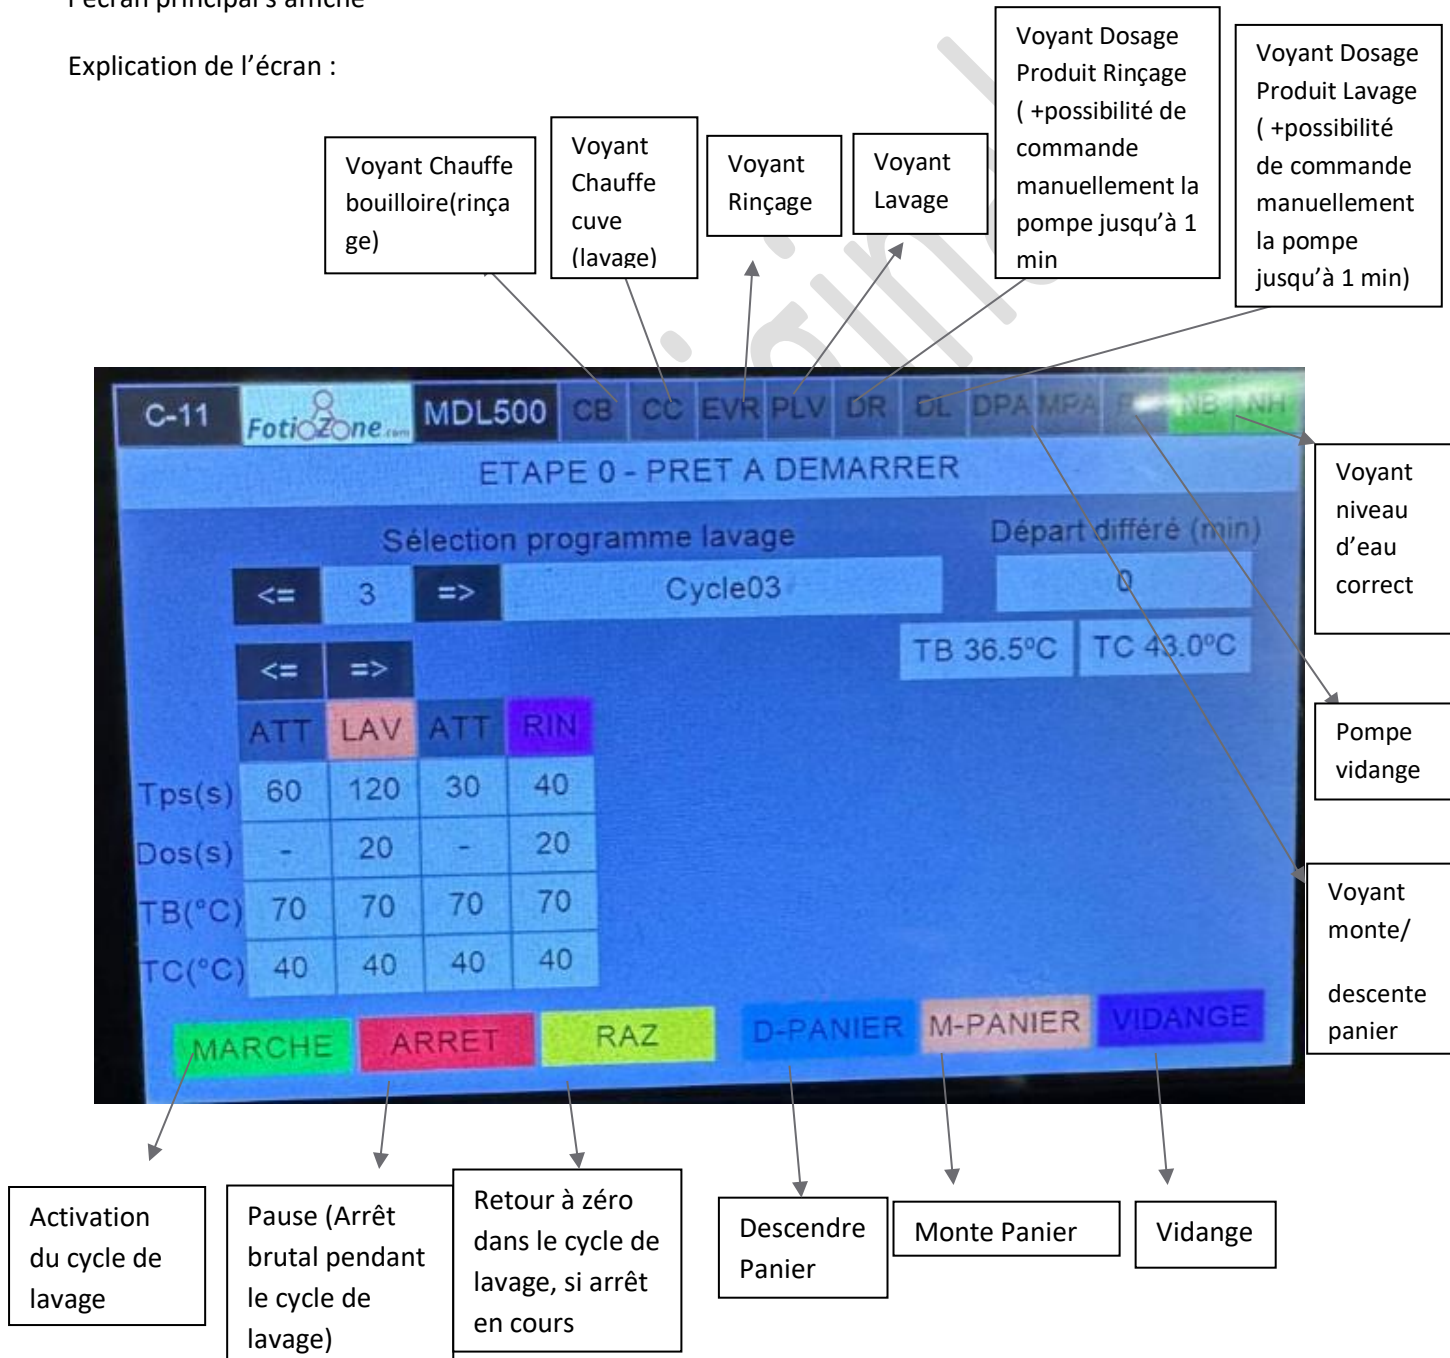 Explication de l'écran :
Voyant Dosage
Produit Rinçage
( +possibilité de
commande
manuellement la
pompe jusqu'à 1
min
Voyant Dosage
Produit Lavage
( +possibilité
de commande
manuellement
la pompe
jusqu'à 1 min)
Voyant Chauffe
bouilloire(rinça
ge)
Voyant
Chauffe
cuve
(lavage)
Voyant
Rinçage
Voyant
Lavage
C-11 FotiOZone.com MDL500 CB CC EVR PLV DR DL DPA MPA NB NH
ETAPE 0 - PRET A DEMARRER
Sélection programme lavage Départ différé (min)
<= 3 => Cycle03 0
<= => TB 36.5ºC TC 43.0ºC
ATT LAV ATT RIN
Tps(s) 60 120 30 40
Dos(s) - 20 - 20
TB(°C) 70 70 70 70
TC(°C) 40 40 40 40
MARCHE ARRET RAZ D-PANIER M-PANIER VIDANGE
Voyant
niveau
d'eau
correct
Pompe
vidange
Voyant
monte/
descente
panier
Activation
du cycle de
lavage
Pause (Arrêt
brutal pendant
le cycle de
lavage)
Retour à zéro
dans le cycle de
lavage, si arrêt
en cours
Descendre
Panier
Monte Panier
Vidange